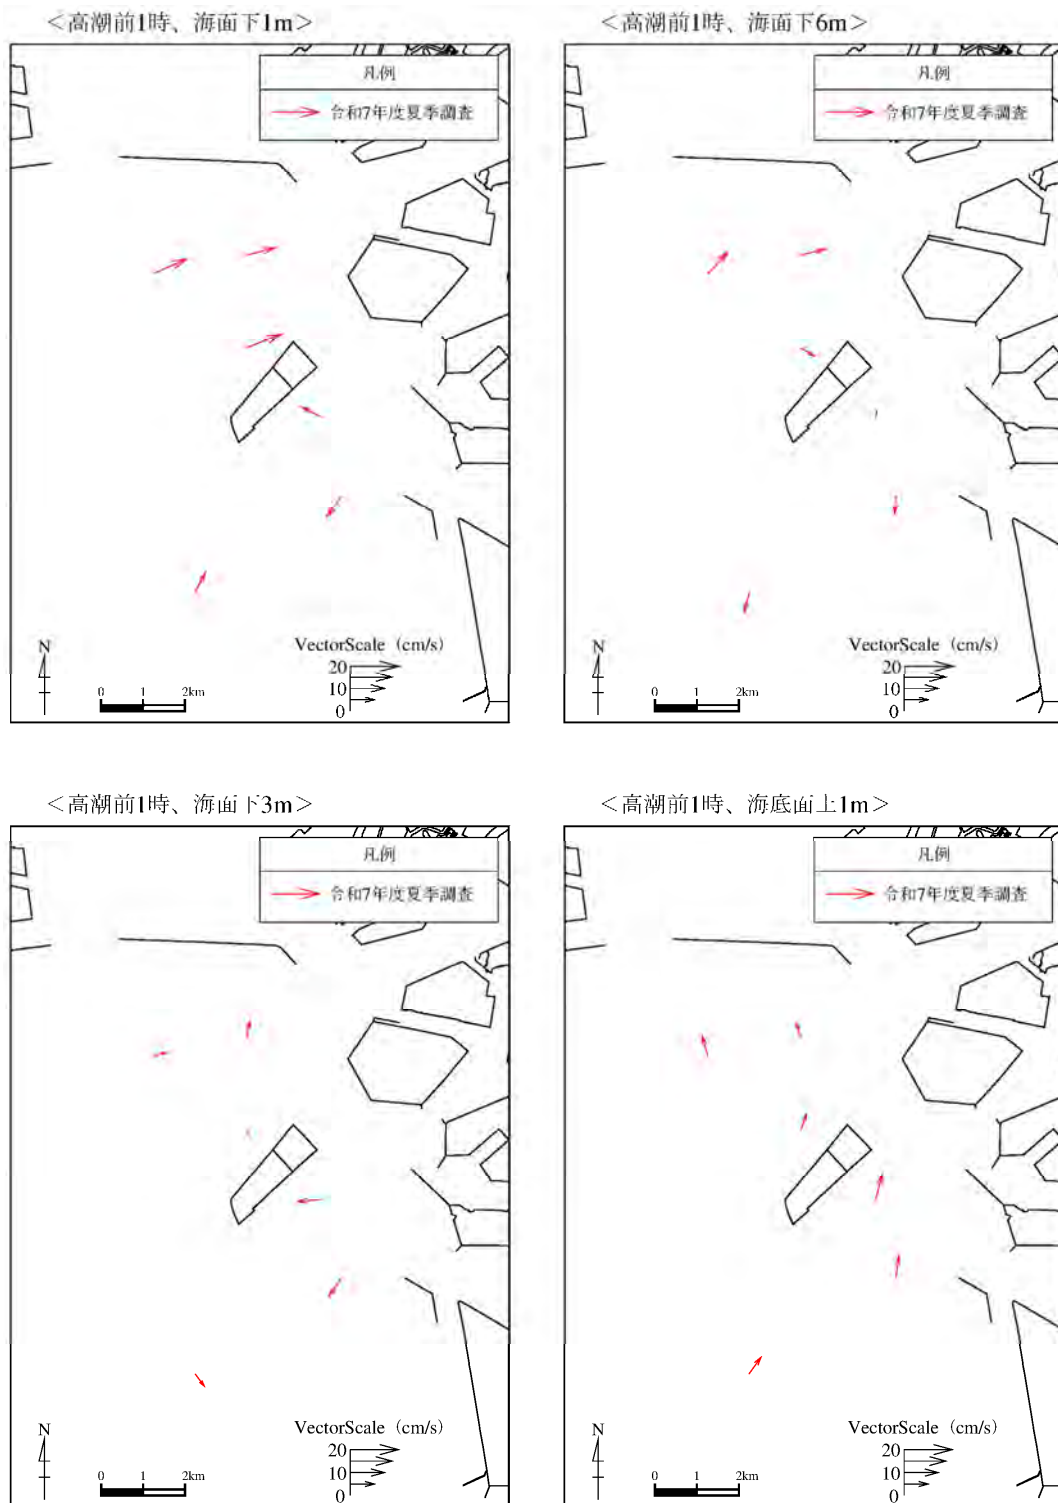 ＜高潮前1時、海面下1m＞
凡例
令和7年度夏季調査
N
0 1 2km
VectorScale (cm/s)
20
10
0
＜高潮前1時、海面下6m＞
凡例
令和7年度夏季調査
N
0 1 2km
VectorScale (cm/s)
20
10
0
＜高潮前1時、海面下3m＞
凡例
令和7年度夏季調査
N
0 1 2km
VectorScale (cm/s)
20
10
0
＜高潮前1時、海底面上1m＞
凡例
令和7年度夏季調査
N
0 1 2km
VectorScale (cm/s)
20
10
0